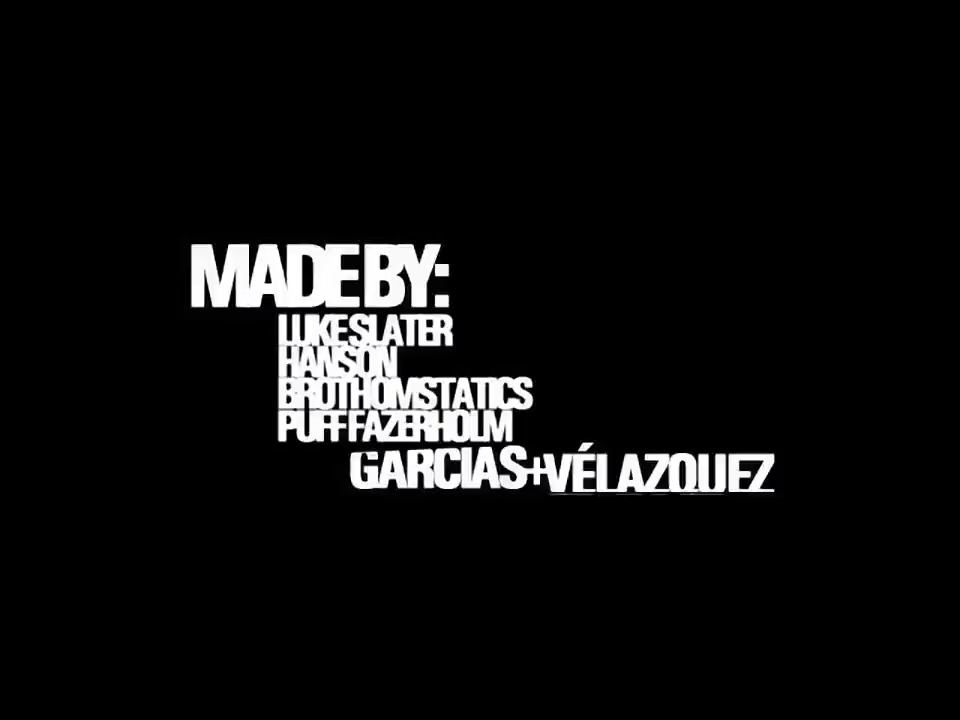 MADE BY:
LUKE SLATER
HANSON
BROTHOMSTATICS
PUFF FAZERHOLM
GARCIAS+VÉLAZQUEZ